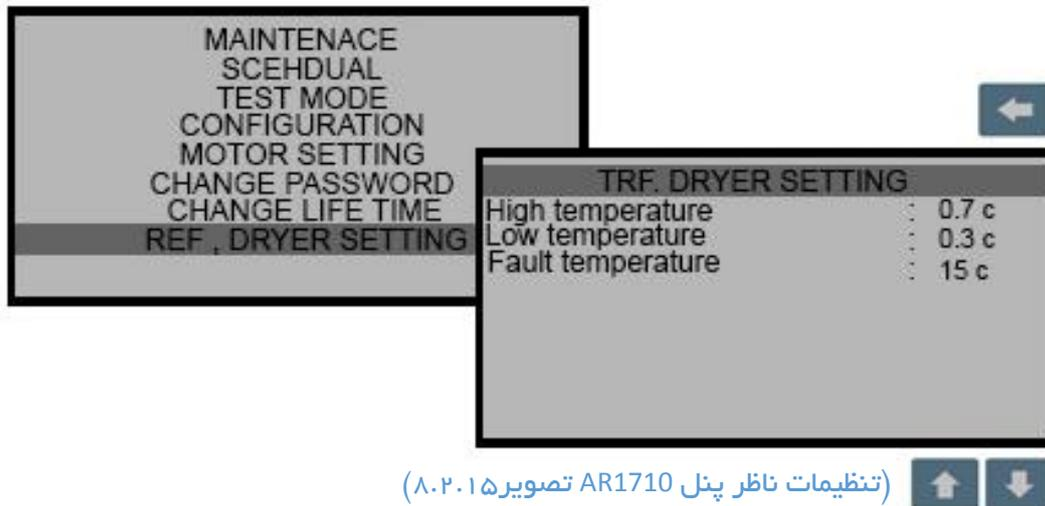 MAINTENACE
SCEHDUAL
TEST MODE
CONFIGURATION
MOTOR SETTING
CHANGE PASSWORD
CHANGE LIFE TIME
REF , DRYER SETTING
TRF. DRYER SETTING
High temperature : 0.7 c
Low temperature : 0.3 c
Fault temperature : 15 c
(تنظیمات ناظر پنل AR1710 تصویر۸.۲.۱۵)